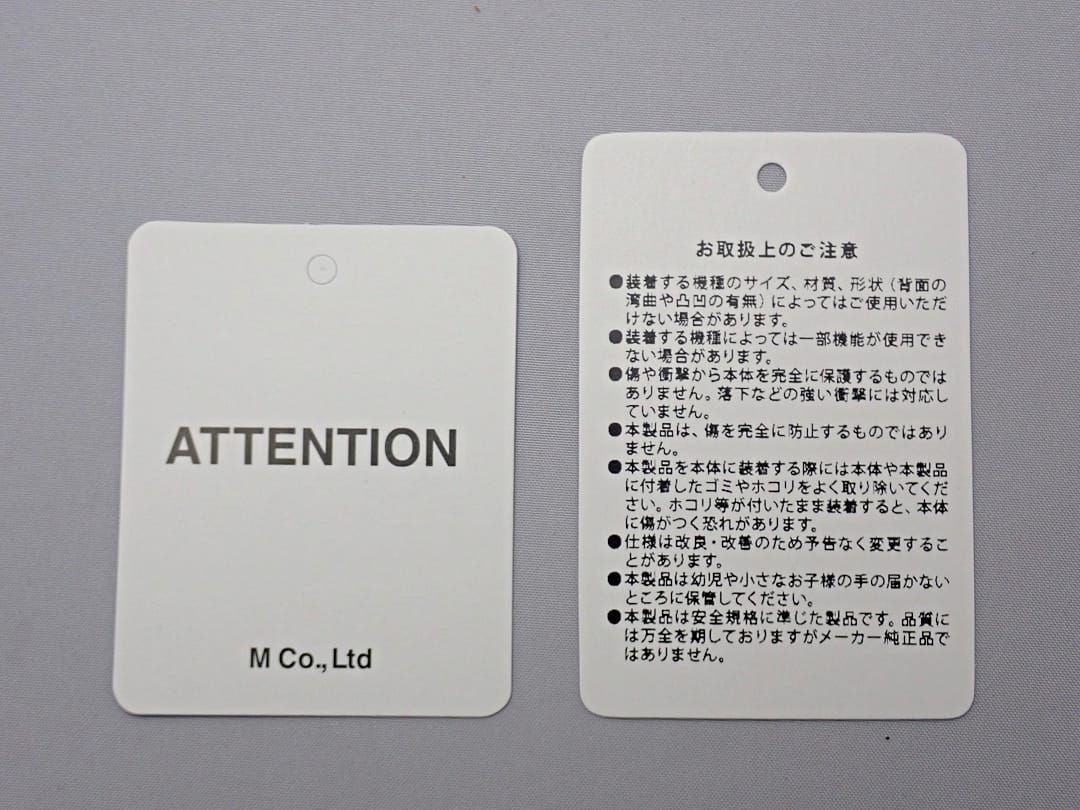 ATTENTION
M Co.,Ltd
お取扱上のご注意
●装着する機種のサイズ、材質、形状（背面の
湾曲や凸凹の有無）によってはご使用いただ
けない場合があります。
●装着する機種によっては一部機能が使用でき
ない場合があります。
●傷や衝撃から本体を完全に保護するものでは
ありません。落下などの強い衝撃には対応し
ていません。
●本製品は、傷を完全に防止するものではあり
ません。
●本製品を本体に装着する際には本体や本製品
に付着したゴミやホコリをよく取り除いてくだ
さい。ホコリ等が付いたまま装着すると、本体
に傷がつく恐れがあります。
●仕様は改良・改善のため予告なく変更するこ
とがあります。
●本製品は幼児や小さなお子様の手の届かない
ところに保管してください。
●本製品は安全規格に準じた製品です。品質に
は万全を期しておりますがメーカー純正品で
はありません。